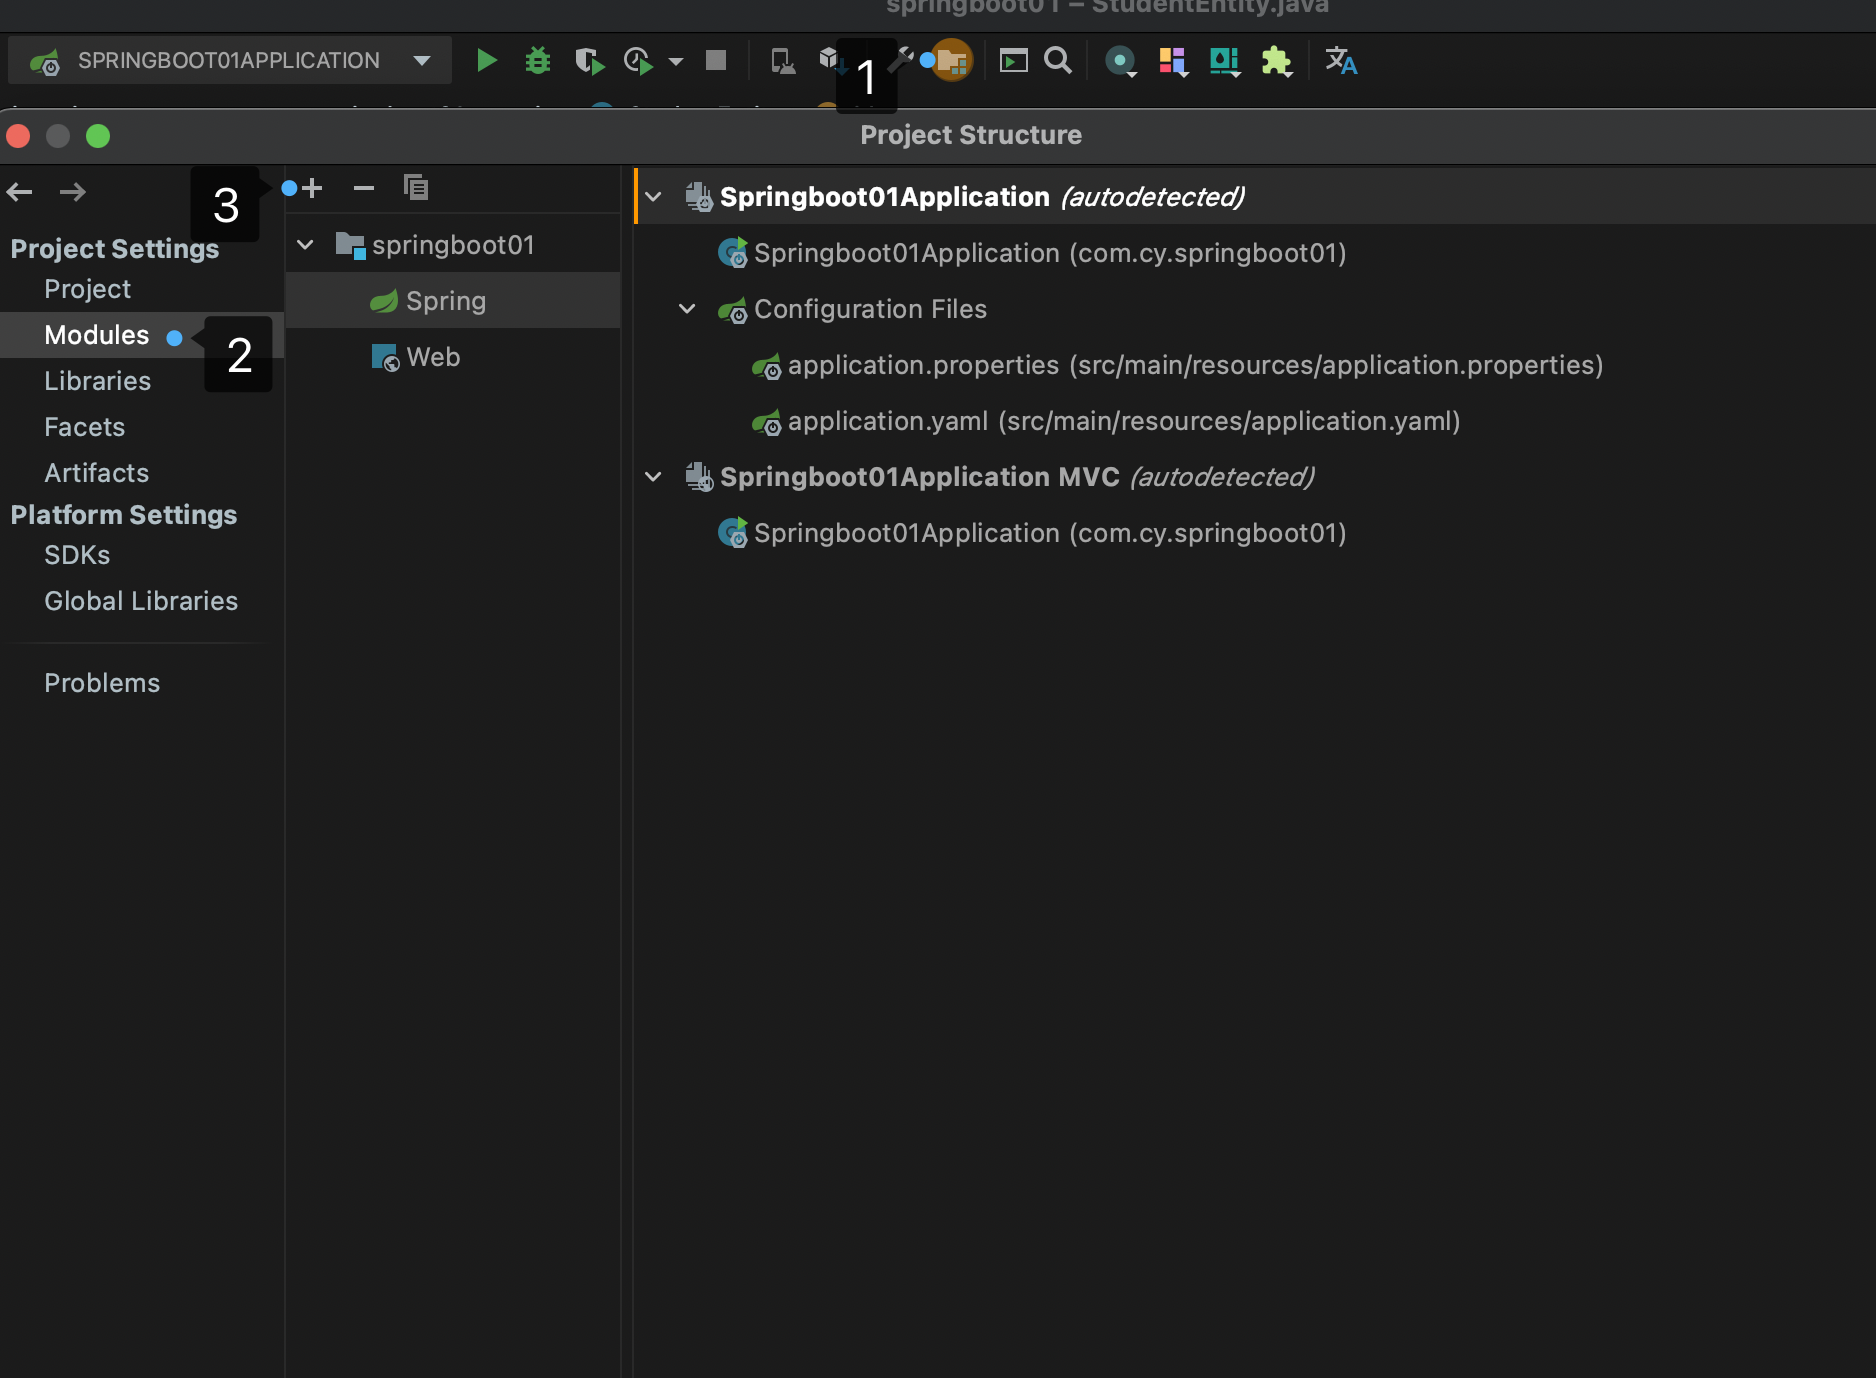 springboot01 – StudentEntity.java
SPRINGBOOT01APPLICATION
1
Project Structure
3
Project Settings
Project
Modules
2
Libraries
Facets
Artifacts
Platform Settings
SDKs
Global Libraries
Problems
springboot01
Spring
Web
Springboot01Application (autodetected)
Springboot01Application (com.cy.springboot01)
Configuration Files
application.properties (src/main/resources/application.properties)
application.yaml (src/main/resources/application.yaml)
Springboot01Application MVC (autodetected)
Springboot01Application (com.cy.springboot01)